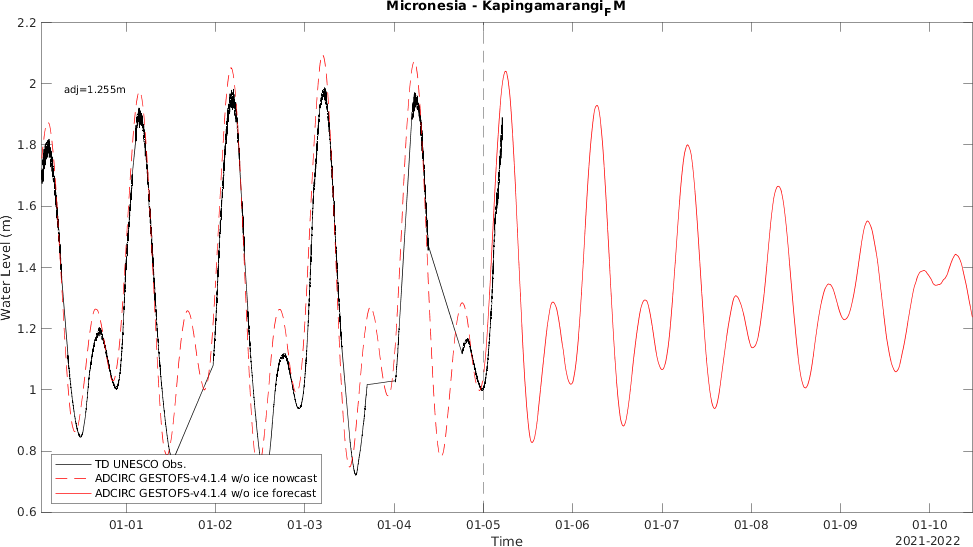 Micronesia - Kapingamarangi_FM
2.2
2
1.8
1.6
1.4
1.2
1
0.8
0.6
Water Level (m)
adj=1.255m
TD UNESCO Obs.
ADCIRC GESTOFS-v4.1.4 w/o ice nowcast
ADCIRC GESTOFS-v4.1.4 w/o ice forecast
01-01 01-02 01-03 01-04 01-05 01-06 01-07 01-08 01-09 01-10
Time
2021-2022